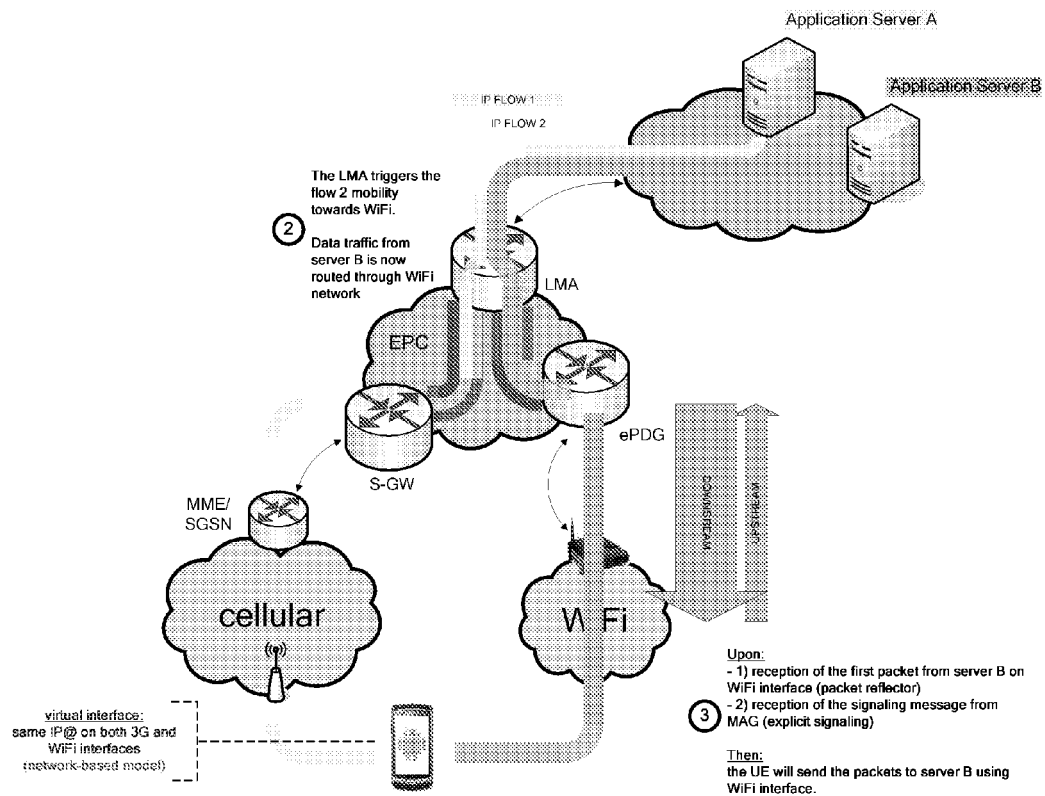 Application Server A
Application Server B
IP FLOW 1
IP FLOW 2
The LMA triggers the
flow 2 mobility
towards WiFi.
2
Data traffic from
server B is now
routed through WiFi
network
LMA
EPC
ePDG
S-GW
MME/
SGSN
DOWNSTREAM
UPSTREAM
cellular
WiFi
Upon:
- 1) reception of the first packet from server B on
WiFi interface (packet reflector)
- 2) reception of the signaling message from
MAG (explicit signaling)
3
Then:
the UE will send the packets to server B using
WiFi interface.
virtual interface:
same IP@ on both 3G and
WiFi interfaces
(network-based model)